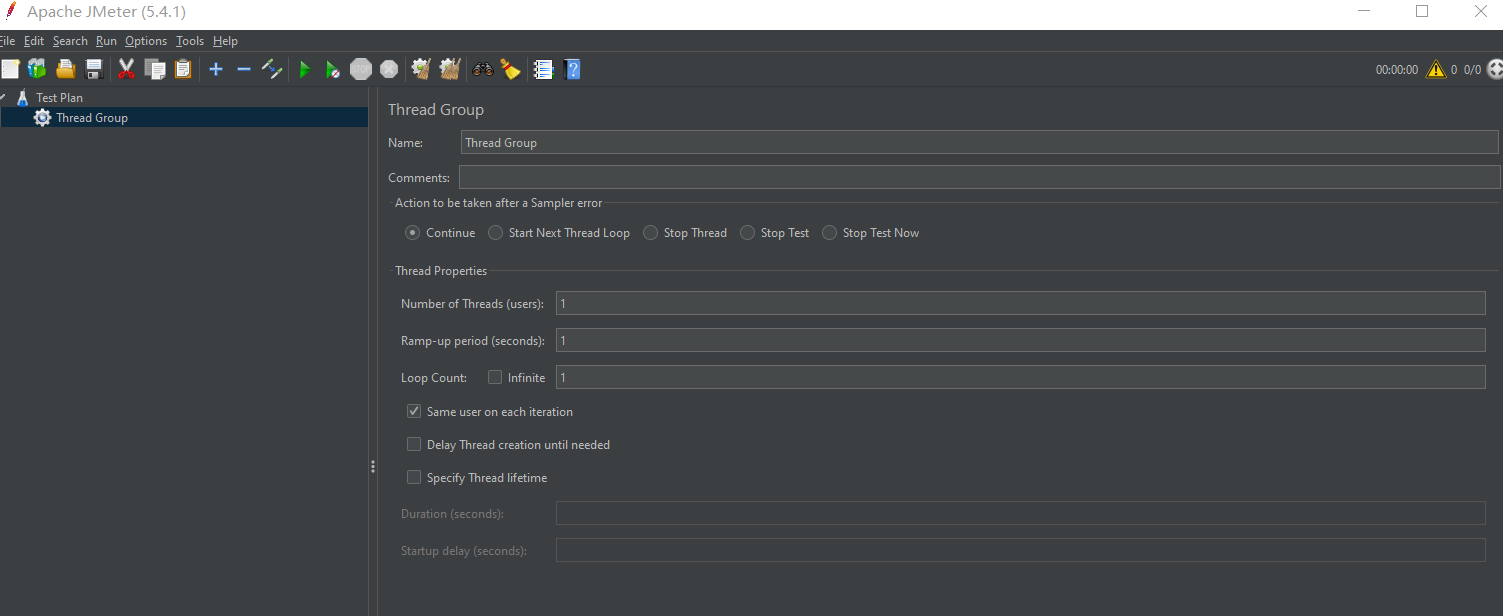 Apache JMeter (5.4.1)
File Edit Search Run Options Tools Help
00:00:00 0 0/0
Test Plan
Thread Group
Thread Group
Name: Thread Group
Comments:
Action to be taken after a Sampler error
Continue Start Next Thread Loop Stop Thread Stop Test Stop Test Now
Thread Properties
Number of Threads (users): 1
Ramp-up period (seconds): 1
Loop Count: Infinite 1
Same user on each iteration
Delay Thread creation until needed
Specify Thread lifetime
Duration (seconds):
Startup delay (seconds):